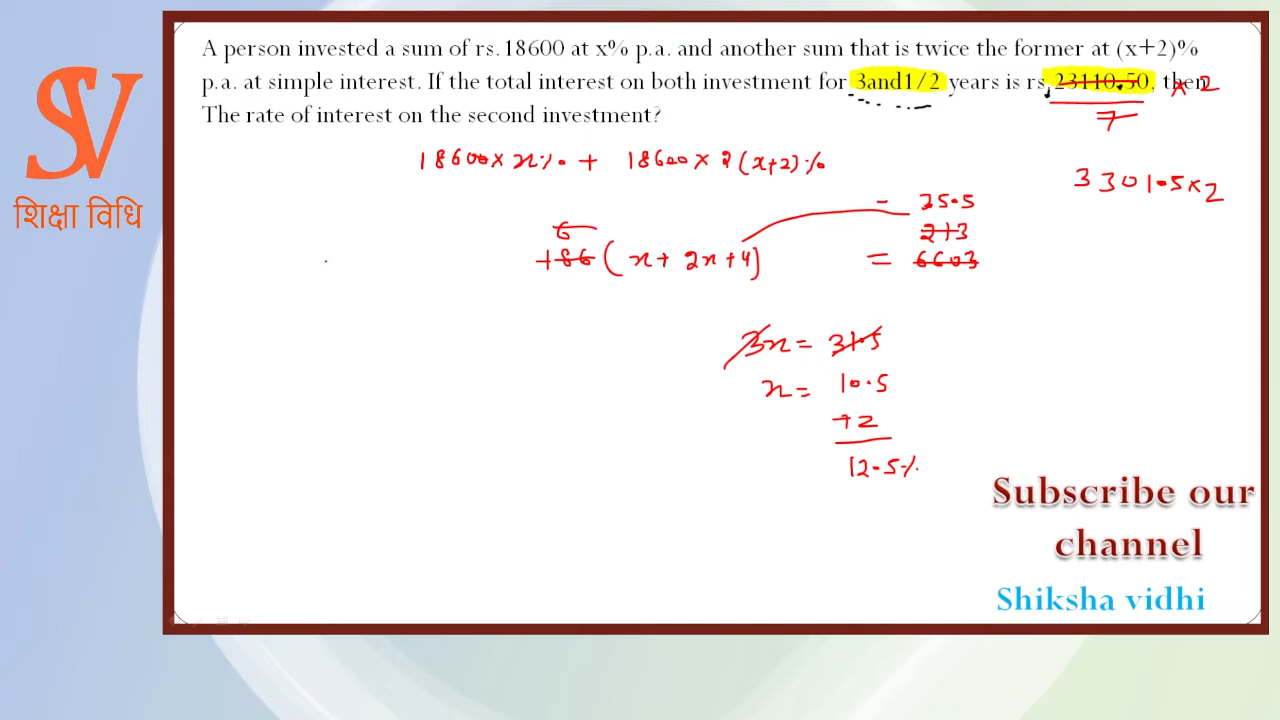 SV
शिक्षा विधि
A person invested a sum of rs.18600 at x% p.a. and another sum that is twice the former at (x+2)%
p.a. at simple interest. If the total interest on both investment for 3and1/2 years is rs.23110.50, then × 2
The rate of interest on the second investment?
7
18600 × x% + 18600 × 2(x+2)%
3301.5×2
- 25.5
6 213
186 (x+ 2x+4) = 6603
3x = 31.5
x = 10.5
+2
12.5%
Subscribe our
channel
Shiksha vidhi